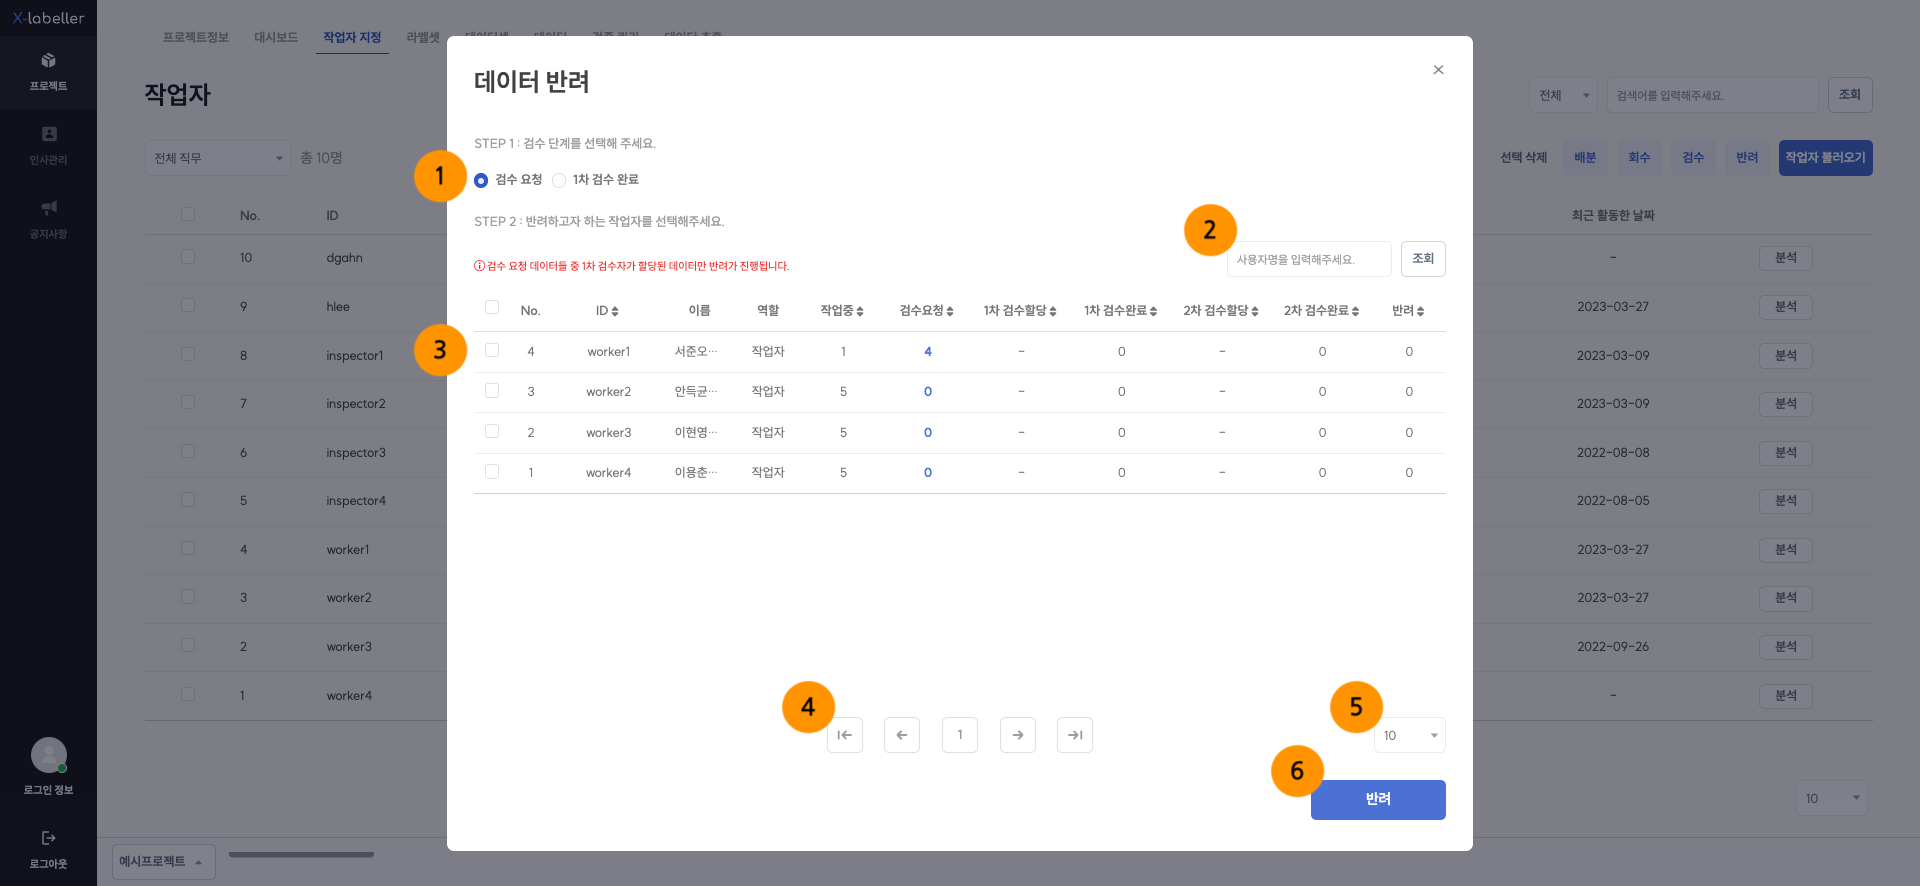 X-labeller
프로젝트
인사관리
공지사항
로그인 정보
로그아웃
프로젝트정보 대시보드 작업자 지정 라벨셋
작업자
전체 검색어를 입력해주세요. 조회
전체 직무 총 10명
선택 삭제 배분 회수 검수 반려 작업자 불러오기
No. ID 최근 활동한 날짜
10 dgahn - 분석
9 hlee 2023-03-27 분석
8 inspector1 2023-03-09 분석
7 inspector2 2023-03-09 분석
6 inspector3 2022-08-08 분석
5 inspector4 2022-08-05 분석
4 worker1 2023-03-27 분석
3 worker2 2023-03-27 분석
2 worker3 2022-09-26 분석
1 worker4 - 분석
10
예시프로젝트
데이터 반려
STEP 1 : 검수 단계를 선택해 주세요.
1
검수 요청 1차 검수 완료
STEP 2 : 반려하고자 하는 작업자를 선택해주세요.
2
사용자명을 입력해주세요. 조회
검수 요청 데이터들 중 1차 검수자가 할당된 데이터만 반려가 진행됩니다.
No. ID 이름 역할 작업중 검수요청 1차 검수할당 1차 검수완료 2차 검수할당 2차 검수완료 반려
3
4 worker1 서준오… 작업자 1 4 - 0 - 0 0
3 worker2 안득균… 작업자 5 0 - 0 - 0 0
2 worker3 이현영… 작업자 5 0 - 0 - 0 0
1 worker4 이용춘… 작업자 5 0 - 0 - 0 0
4
1
5
10
6
반려